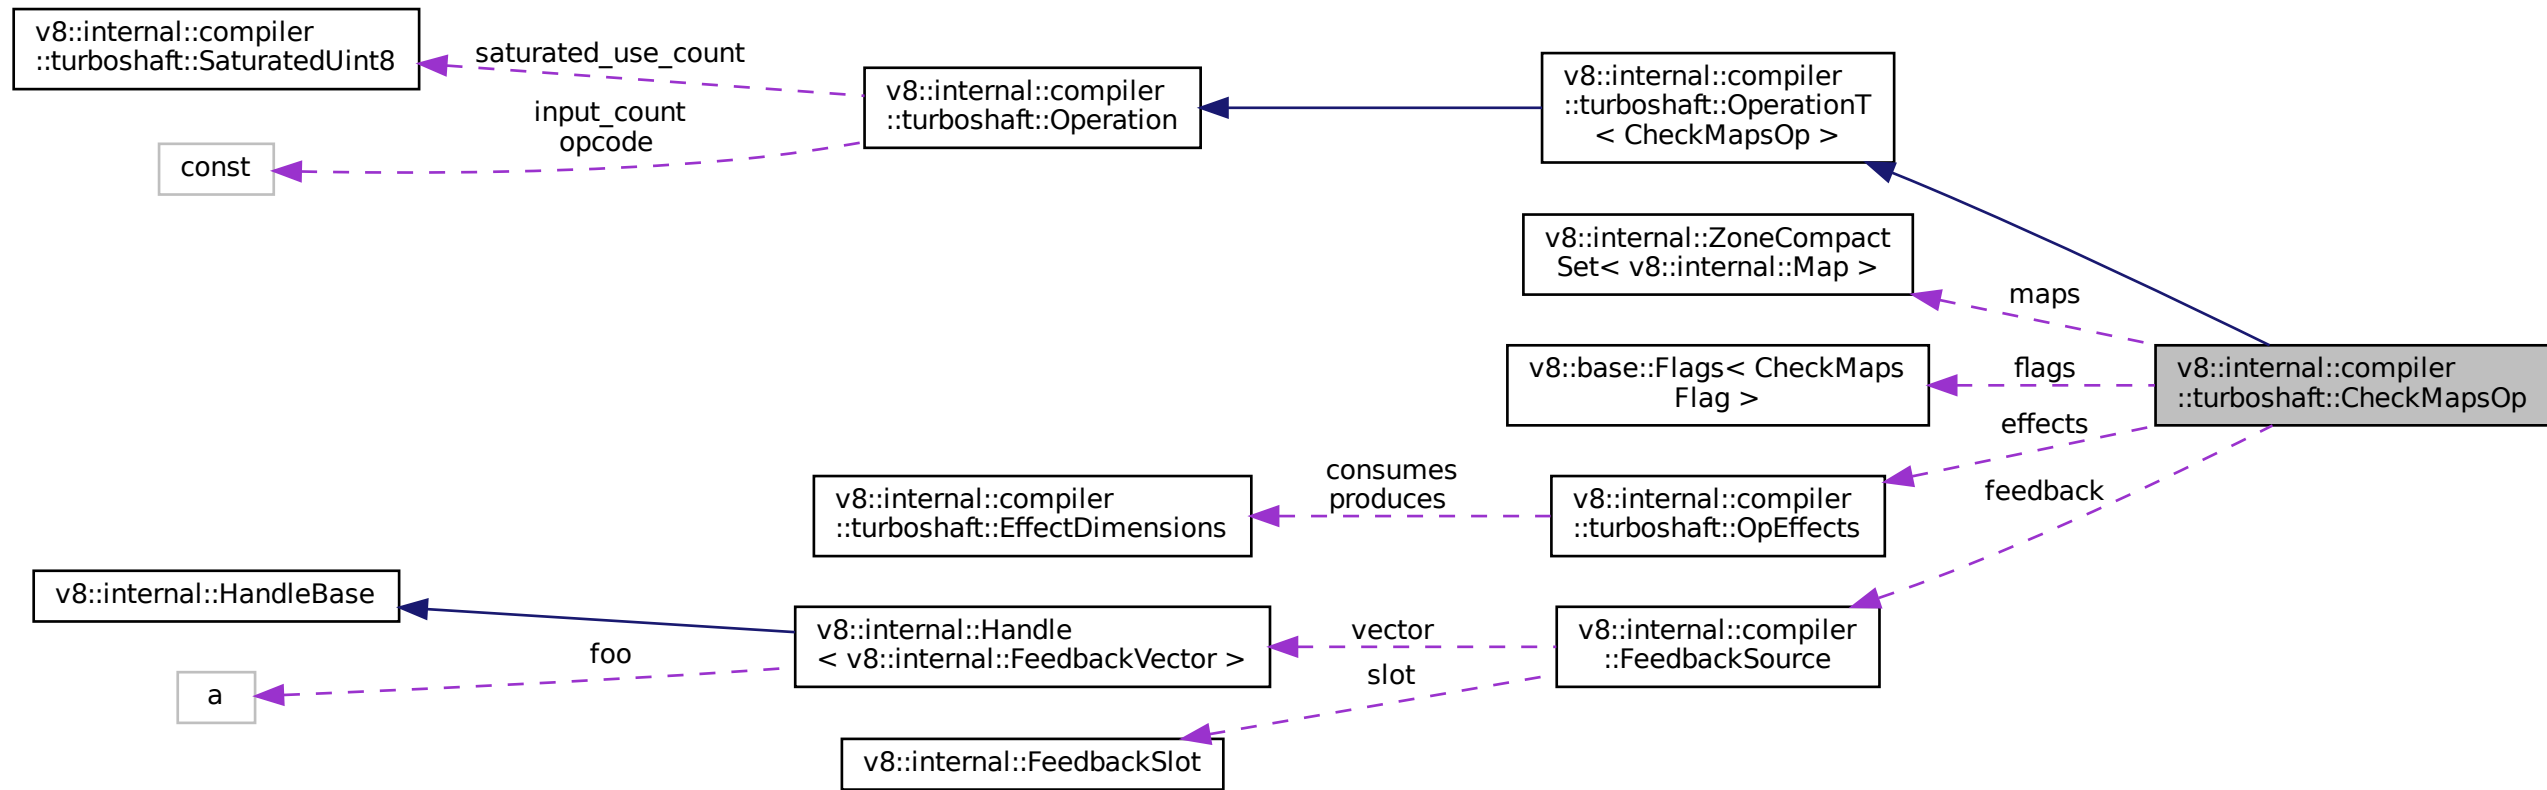 v8::internal::compiler
::turboshaft::SaturatedUint8
saturated_use_count
input_count
opcode
const
v8::internal::compiler
::turboshaft::Operation
v8::internal::compiler
::turboshaft::OperationT
< CheckMapsOp >
v8::internal::ZoneCompact
Set< v8::internal::Map >
maps
v8::base::Flags< CheckMaps
Flag >
flags
v8::internal::compiler
::turboshaft::CheckMapsOp
effects
feedback
consumes
produces
v8::internal::compiler
::turboshaft::EffectDimensions
v8::internal::compiler
::turboshaft::OpEffects
v8::internal::HandleBase
v8::internal::Handle
< v8::internal::FeedbackVector >
foo
a
vector
slot
v8::internal::compiler
::FeedbackSource
v8::internal::FeedbackSlot